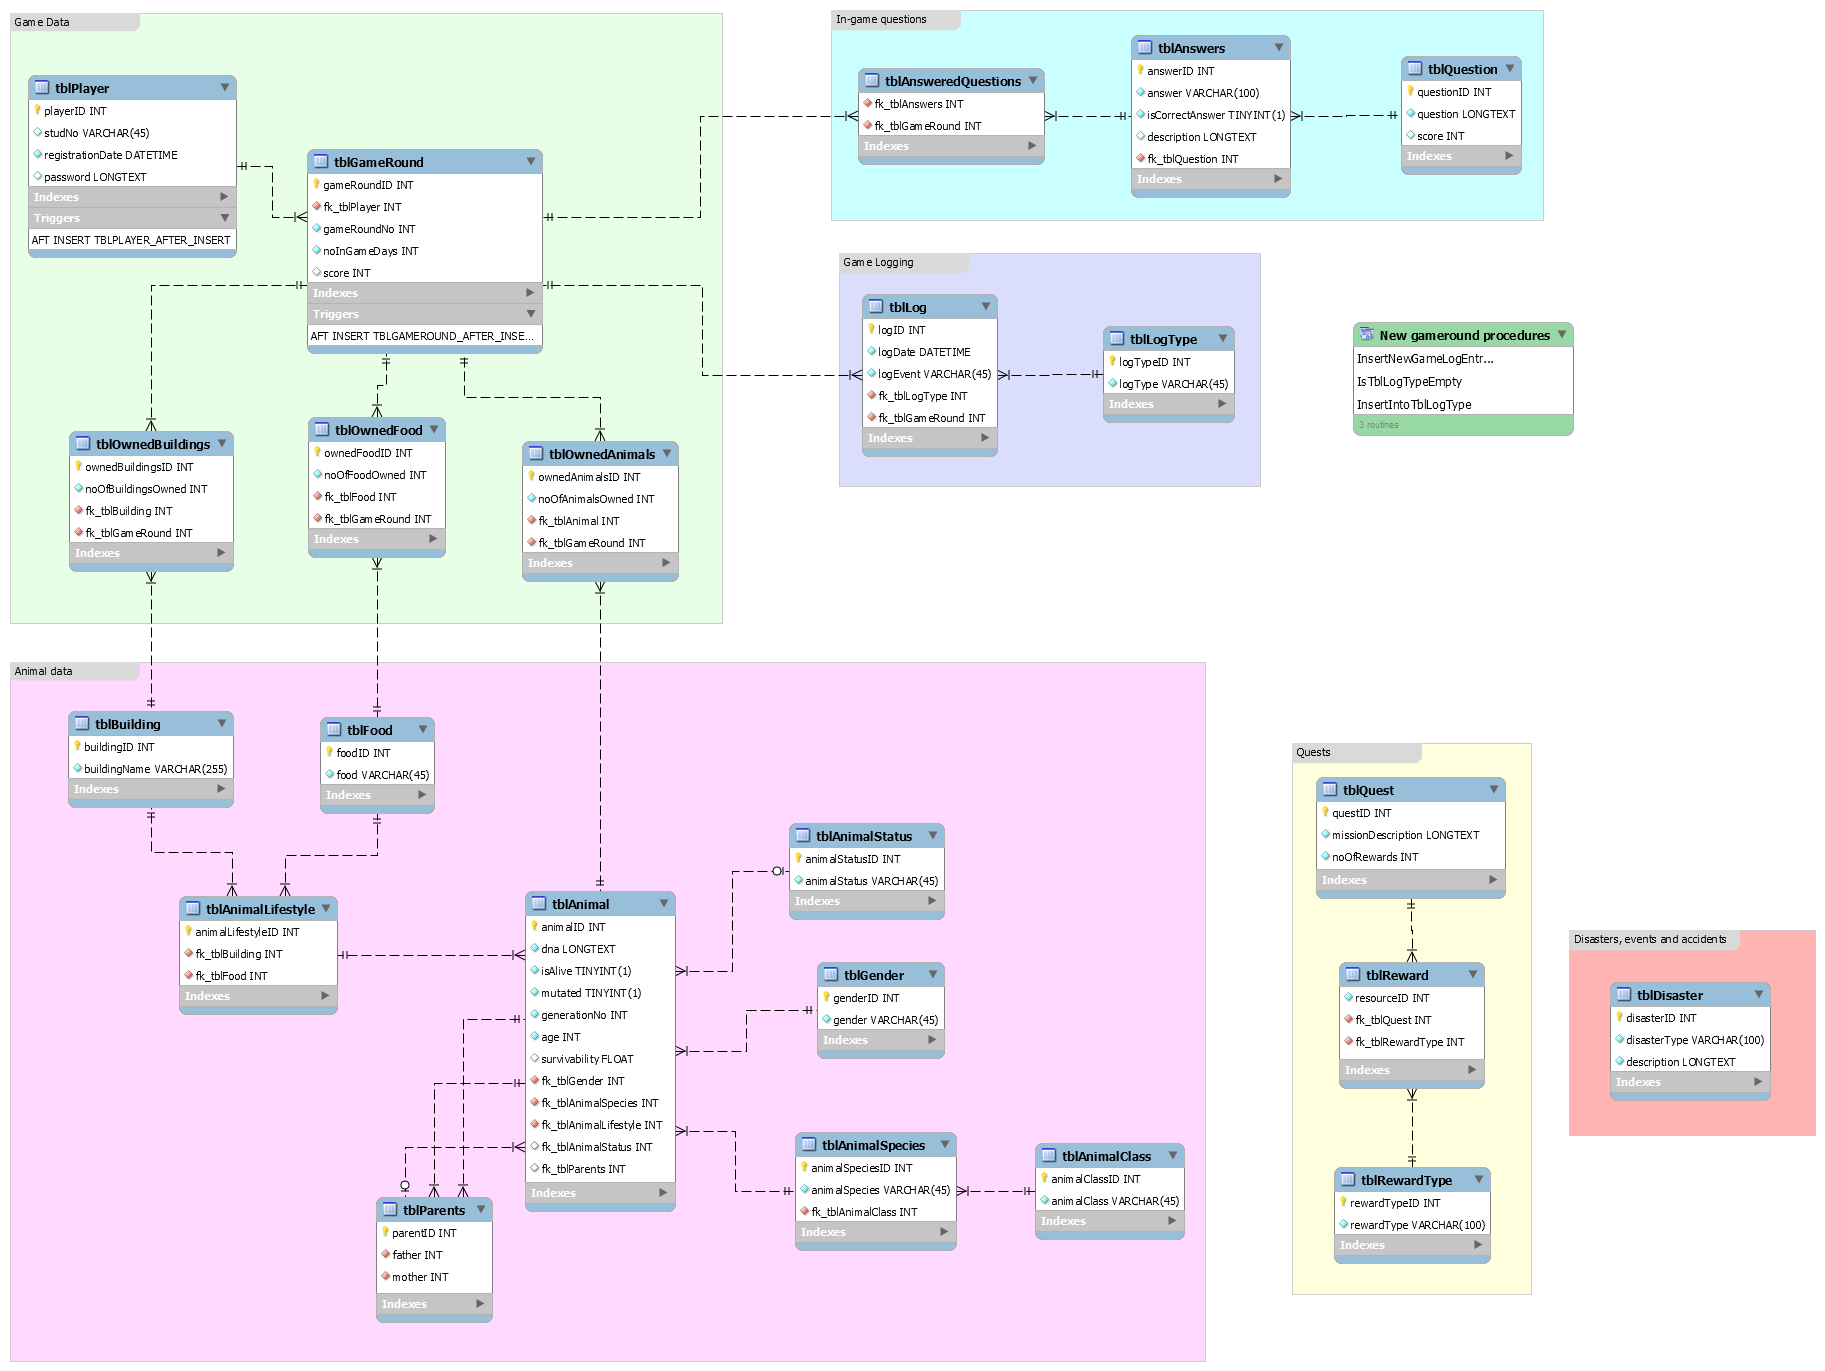 Game Data
tblPlayer
playerID INT
studNo VARCHAR(45)
registrationDate DATETIME
password LONGTEXT
Indexes
Triggers
AFT INSERT TBLPLAYER_AFTER_INSERT
tblGameRound
gameRoundID INT
fk_tblPlayer INT
gameRoundNo INT
noInGameDays INT
score INT
Indexes
Triggers
AFT INSERT TBLGAMEROUND_AFTER_INSE...
tblOwnedBuildings
ownedBuildingsID INT
noOfBuildingsOwned INT
fk_tblBuilding INT
fk_tblGameRound INT
Indexes
tblOwnedFood
ownedFoodID INT
noOfFoodOwned INT
fk_tblFood INT
fk_tblGameRound INT
Indexes
tblOwnedAnimals
ownedAnimalsID INT
noOfAnimalsOwned INT
fk_tblAnimal INT
fk_tblGameRound INT
Indexes
In-game questions
tblAnsweredQuestions
fk_tblAnswers INT
fk_tblGameRound INT
Indexes
tblAnswers
answerID INT
answer VARCHAR(100)
isCorrectAnswer TINYINT(1)
description LONGTEXT
fk_tblQuestion INT
Indexes
tblQuestion
questionID INT
question LONGTEXT
score INT
Indexes
Game Logging
tblLog
logID INT
logDate DATETIME
logEvent VARCHAR(45)
fk_tblLogType INT
fk_tblGameRound INT
Indexes
tblLogType
logTypeID INT
logType VARCHAR(45)
Indexes
New gameround procedures
InsertNewGameLogEntr...
IsTblLogTypeEmpty
InsertIntoTblLogType
3 routines
Animal data
tblBuilding
buildingID INT
buildingName VARCHAR(255)
Indexes
tblFood
foodID INT
food VARCHAR(45)
Indexes
tblAnimalLifestyle
animalLifestyleID INT
fk_tblBuilding INT
fk_tblFood INT
Indexes
tblAnimal
animalID INT
dna LONGTEXT
isAlive TINYINT(1)
mutated TINYINT(1)
generationNo INT
age INT
survivability FLOAT
fk_tblGender INT
fk_tblAnimalSpecies INT
fk_tblAnimalLifestyle INT
fk_tblAnimalStatus INT
fk_tblParents INT
Indexes
tblParents
parentID INT
father INT
mother INT
Indexes
tblAnimalStatus
animalStatusID INT
animalStatus VARCHAR(45)
Indexes
tblGender
genderID INT
gender VARCHAR(45)
Indexes
tblAnimalSpecies
animalSpeciesID INT
animalSpecies VARCHAR(45)
fk_tblAnimalClass INT
Indexes
tblAnimalClass
animalClassID INT
animalClass VARCHAR(45)
Indexes
Quests
tblQuest
questID INT
missionDescription LONGTEXT
noOfRewards INT
Indexes
tblReward
resourceID INT
fk_tblQuest INT
fk_tblRewardType INT
Indexes
tblRewardType
rewardTypeID INT
rewardType VARCHAR(100)
Indexes
Disasters, events and accidents
tblDisaster
disasterID INT
disasterType VARCHAR(100)
description LONGTEXT
Indexes